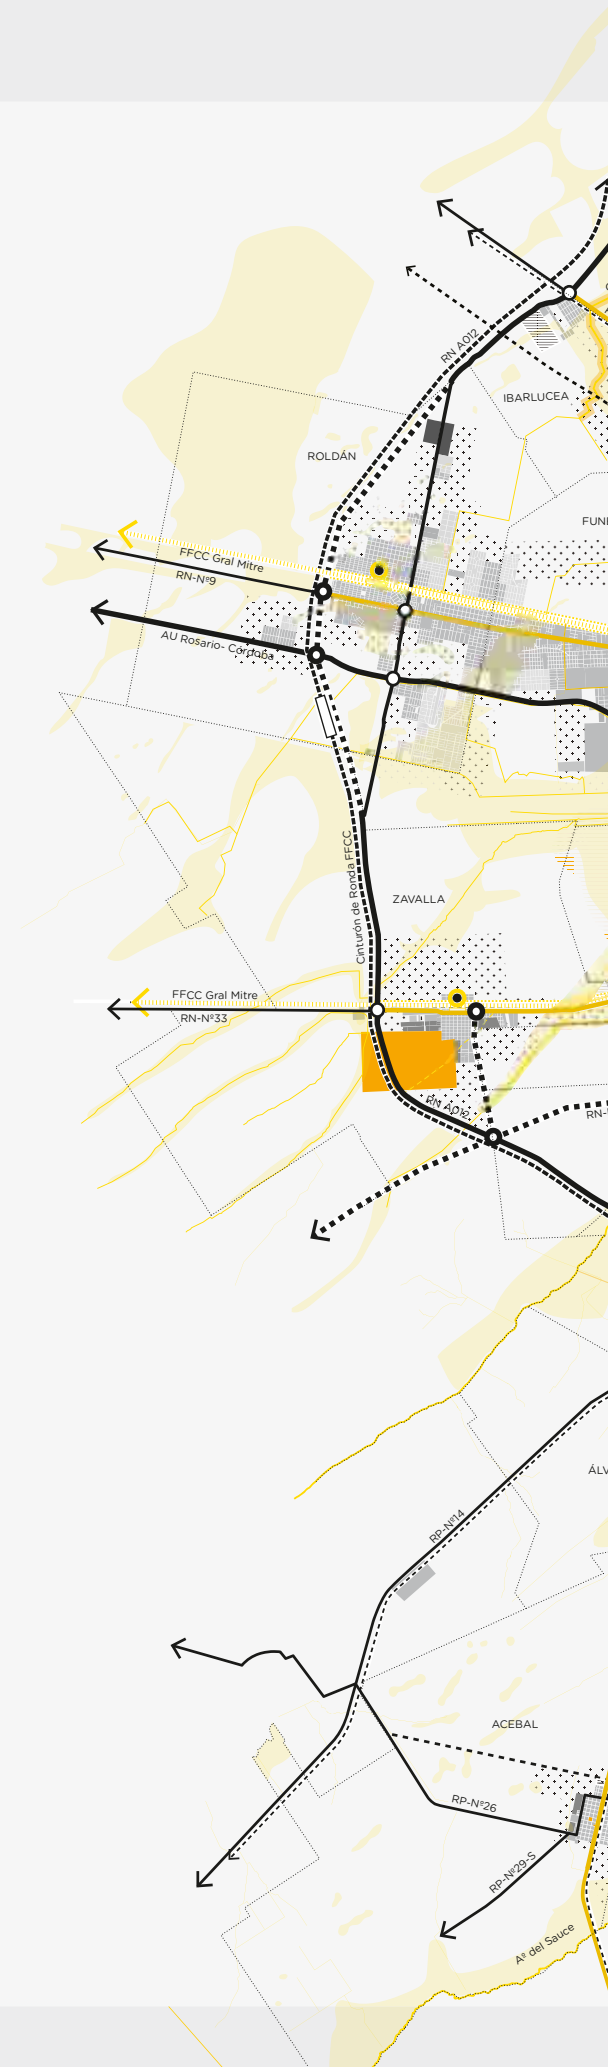 RN A012
IBARLUCEA
ROLDÁN
FUN
FFCC Gral Mitre
RN-Nº9
AU Rosario- Córdoba
Cinturón de Ronda FFCC
ZAVALLA
FFCC Gral Mitre
RN-Nº33
RN A012
RN-
ÁLV
RP-Nº14
ACEBAL
RP-Nº26
RP-Nº29-S
Aº del Sauce